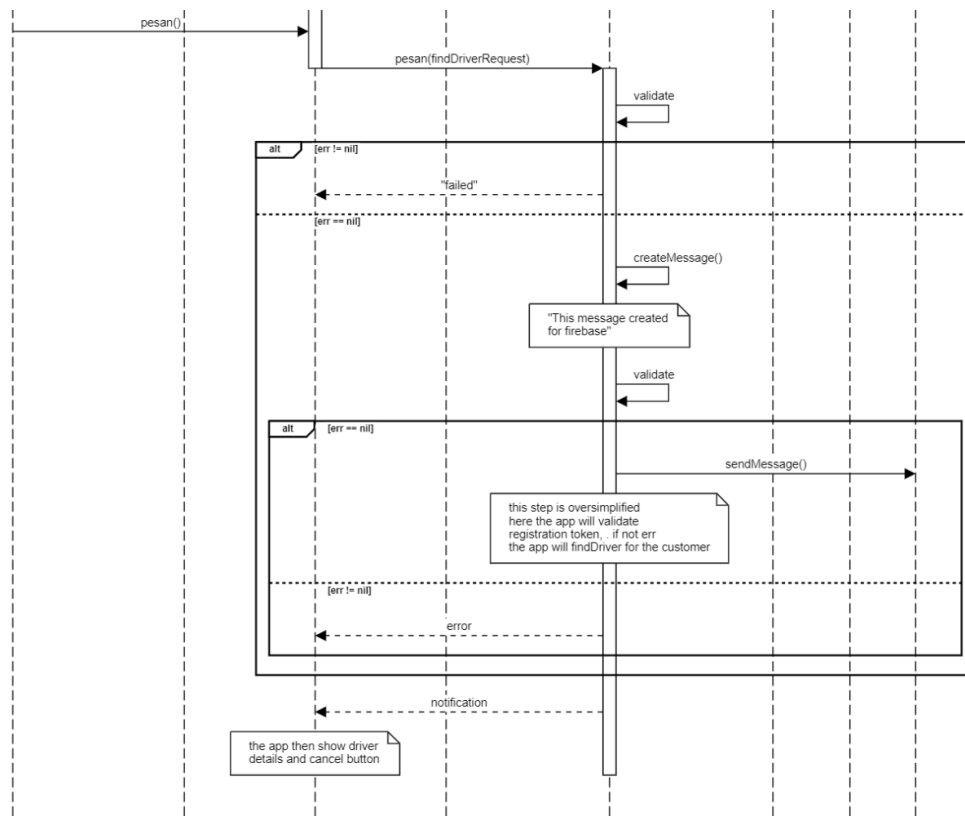 pesan()
pesan(findDriverRequest)
validate
alt
[err != nil]
"failed"
[err == nil]
createMessage()
"This message created
for firebase"
validate
alt
[err == nil]
sendMessage()
this step is oversimplified
here the app will validate
registration token, . if not err
the app will findDriver for the customer
[err != nil]
error
notification
the app then show driver
details and cancel button